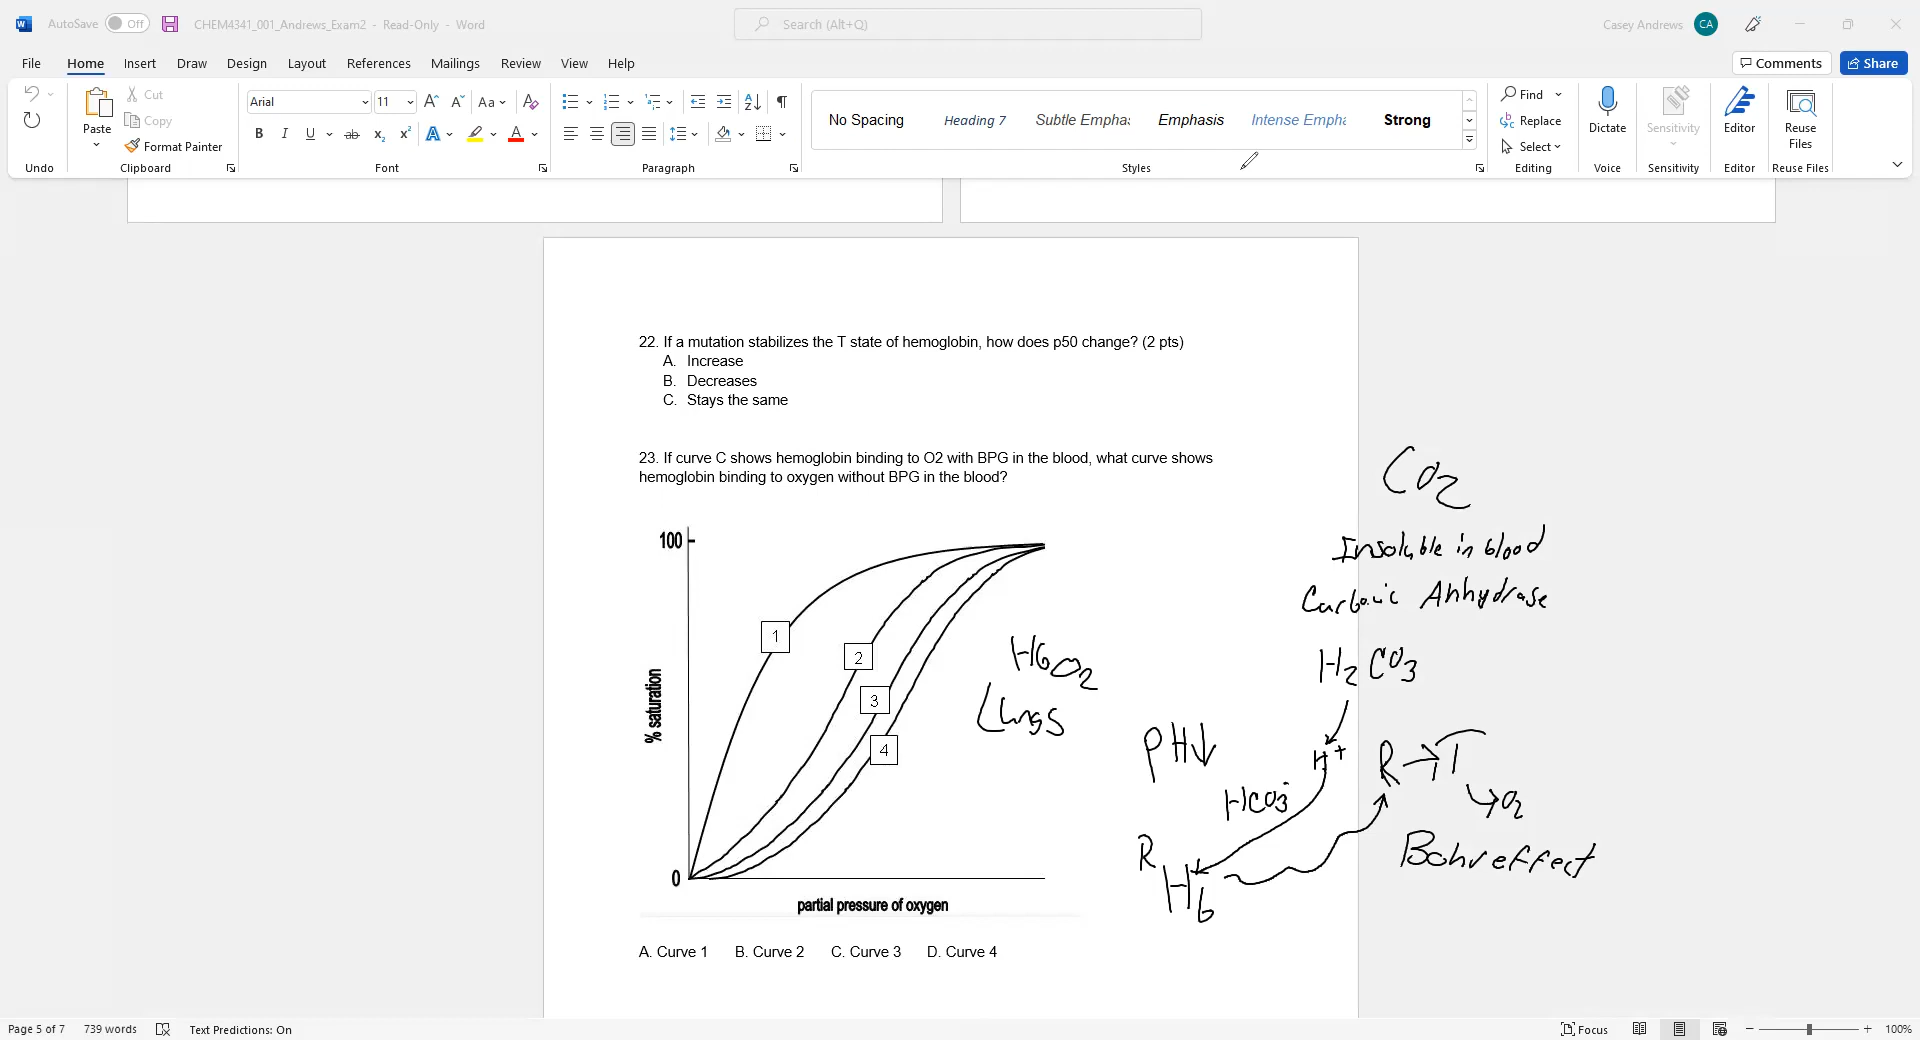 AutoSave Off CHEM4341_001_Andrews_Exam2 - Read-Only - Word Search (Alt+Q) Casey Andrews CA
File Home Insert Draw Design Layout References Mailings Review View Help Comments Share
Paste Cut Copy Format Painter
Arial 11 Aa
B I U ab x2 x2 A A
No Spacing Heading 7 Subtle Emphas Emphasis Intense Empha Strong
Find Replace Select
Dictate Sensitivity Editor Reuse Files
Undo Clipboard Font Paragraph Styles Editing Voice Sensitivity Editor Reuse Files
22. If a mutation stabilizes the T state of hemoglobin, how does p50 change? (2 pts)
A. Increase
B. Decreases
C. Stays the same
23. If curve C shows hemoglobin binding to O2 with BPG in the blood, what curve shows
hemoglobin binding to oxygen without BPG in the blood?
100
% saturation
0
partial pressure of oxygen
1
2
3
4
HbO2
Lungs
CO2
Insoluble in blood
Carbonic Anhydrase
H2CO3
pH↓
H+
HCO3-
R → T
O2
R
Hb
Bohr effect
A. Curve 1 B. Curve 2 C. Curve 3 D. Curve 4
Page 5 of 7 739 words Text Predictions: On Focus 100%